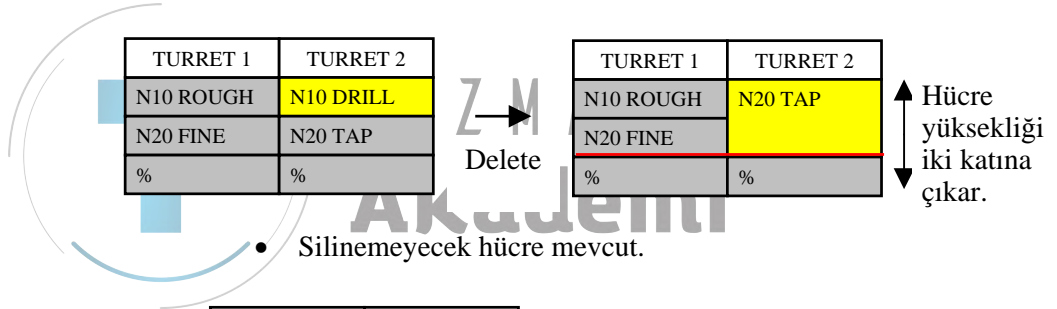 TURRET 1 TURRET 2
N10 ROUGH N10 DRILL
N20 FINE N20 TAP
% %
Delete
TURRET 1 TURRET 2
N10 ROUGH N20 TAP
N20 FINE
% %
Hücre
yüksekliği
iki katına
çıkar.
Akademi
• Silinemeyecek hücre mevcut.